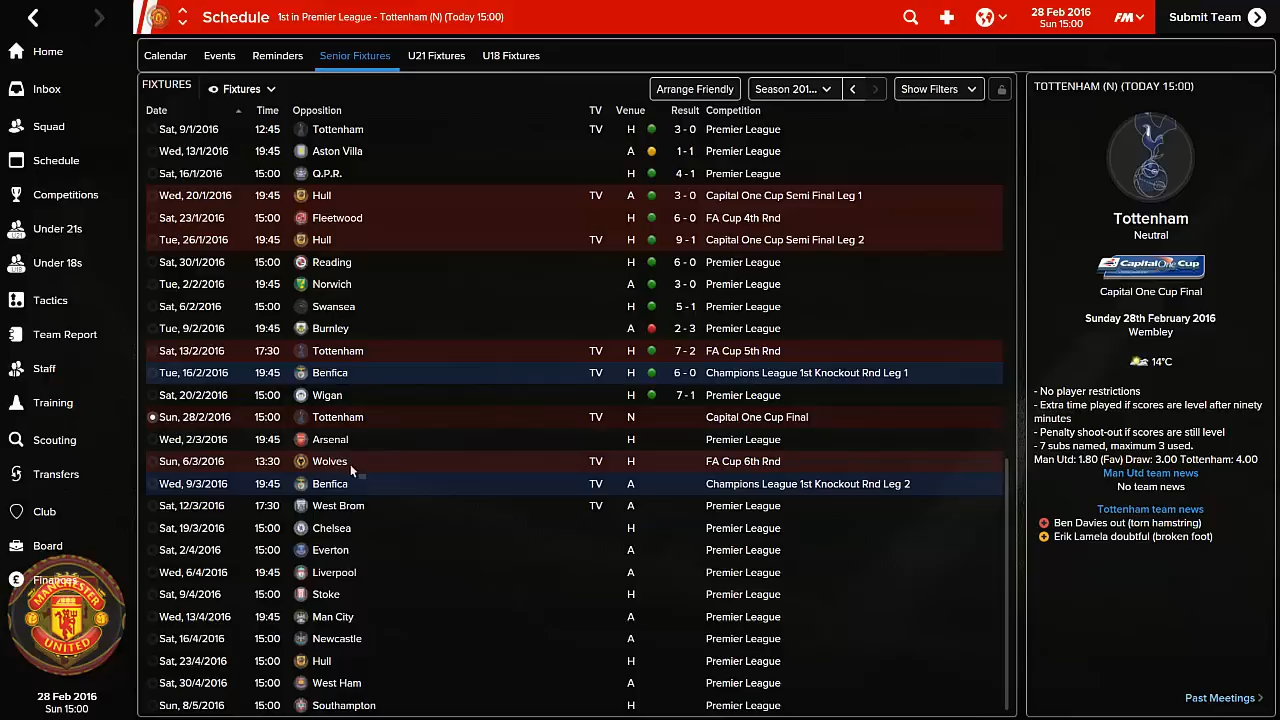 Schedule 1st in Premier League - Tottenham (N) (Today 15:00)
28 Feb 2016
Sun 15:00
FM
Submit Team
Home
Inbox
Squad
Schedule
Competitions
U21
Under 21s
U18
Under 18s
Tactics
Team Report
Staff
Training
Scouting
Transfers
Club
Board
£ Finances
MANCHESTER
UNITED
28 Feb 2016
Sun 15:00
Calendar Events Reminders Senior Fixtures U21 Fixtures U18 Fixtures
FIXTURES Fixtures Arrange Friendly Season 201... Show Filters
Date Time Opposition TV Venue Result Competition
Sat, 9/1/2016 12:45 Tottenham TV H 3 - 0 Premier League
Wed, 13/1/2016 19:45 Aston Villa A 1 - 1 Premier League
Sat, 16/1/2016 15:00 Q.P.R. H 4 - 1 Premier League
Wed, 20/1/2016 19:45 Hull TV A 3 - 0 Capital One Cup Semi Final Leg 1
Sat, 23/1/2016 15:00 Fleetwood H 6 - 0 FA Cup 4th Rnd
Tue, 26/1/2016 19:45 Hull TV H 9 - 1 Capital One Cup Semi Final Leg 2
Sat, 30/1/2016 15:00 Reading H 6 - 0 Premier League
Tue, 2/2/2016 19:45 Norwich A 3 - 0 Premier League
Sat, 6/2/2016 15:00 Swansea H 5 - 1 Premier League
Tue, 9/2/2016 19:45 Burnley A 2 - 3 Premier League
Sat, 13/2/2016 17:30 Tottenham TV H 7 - 2 FA Cup 5th Rnd
Tue, 16/2/2016 19:45 Benfica TV H 6 - 0 Champions League 1st Knockout Rnd Leg 1
Sat, 20/2/2016 15:00 Wigan H 7 - 1 Premier League
Sun, 28/2/2016 15:00 Tottenham TV N Capital One Cup Final
Wed, 2/3/2016 19:45 Arsenal H Premier League
Sun, 6/3/2016 13:30 Wolves TV H FA Cup 6th Rnd
Wed, 9/3/2016 19:45 Benfica TV A Champions League 1st Knockout Rnd Leg 2
Sat, 12/3/2016 17:30 West Brom TV A Premier League
Sat, 19/3/2016 15:00 Chelsea H Premier League
Sat, 2/4/2016 15:00 Everton A Premier League
Wed, 6/4/2016 19:45 Liverpool A Premier League
Sat, 9/4/2016 15:00 Stoke H Premier League
Wed, 13/4/2016 19:45 Man City A Premier League
Sat, 16/4/2016 15:00 Newcastle A Premier League
Sat, 23/4/2016 15:00 Hull H Premier League
Sat, 30/4/2016 15:00 West Ham A Premier League
Sun, 8/5/2016 15:00 Southampton H Premier League
TOTTENHAM (N) (TODAY 15:00)
Tottenham
Neutral
Capital One Cup
Capital One Cup Final
Sunday 28th February 2016
Wembley
14°C
- No player restrictions
- Extra time played if scores are level after ninety
minutes
- Penalty shoot-out if scores are still level
- 7 subs named, maximum 3 used.
Man Utd: 1.80 (Fav) Draw: 3.00 Tottenham: 4.00
Man Utd team news
No team news
Tottenham team news
Ben Davies out (torn hamstring)
Erik Lamela doubtful (broken foot)
Past Meetings >